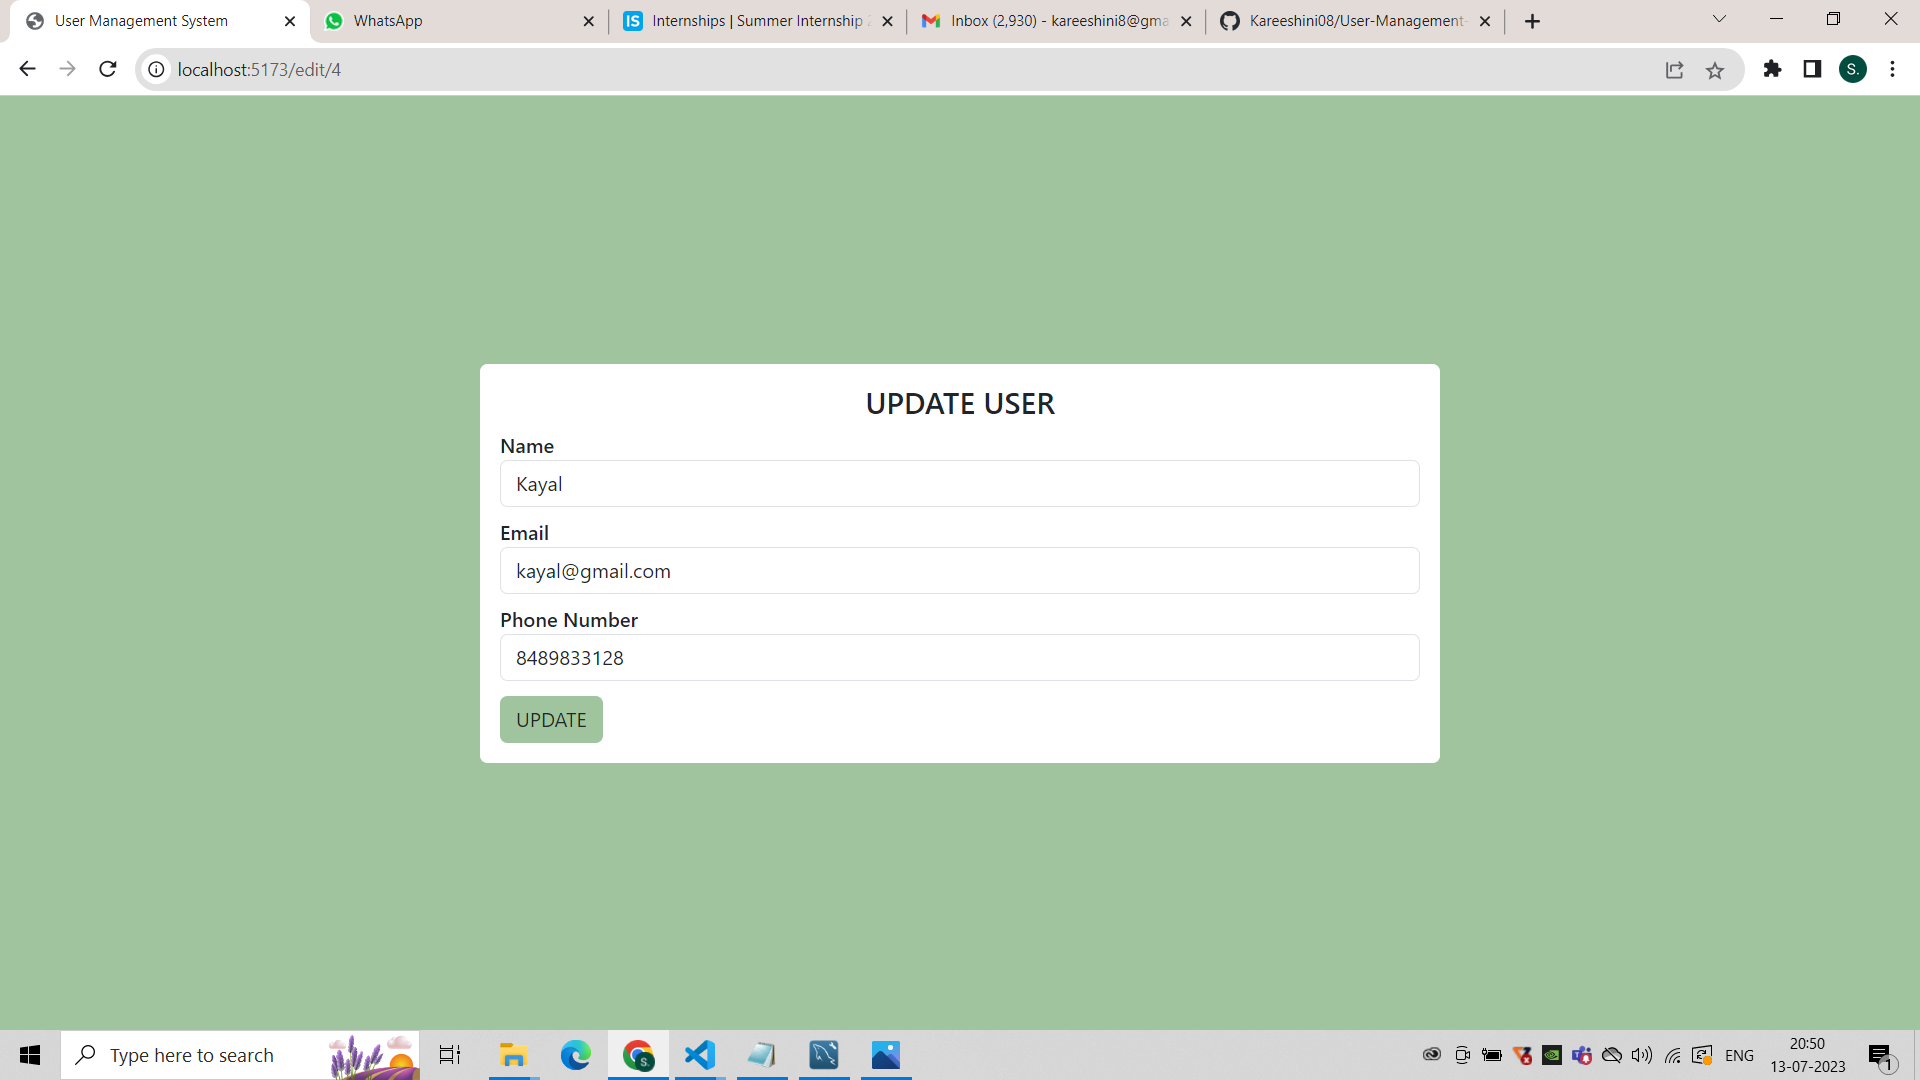 User Management System
WhatsApp
IS Internships | Summer Internship 2
Inbox (2,930) - kareeshini8@gma
Kareeshini08/User-Management-
localhost:5173/edit/4
S.
UPDATE USER
Name
Kayal
Email
kayal@gmail.com
Phone Number
8489833128
UPDATE
Type here to search
S.
ENG
20:50
13-07-2023
1